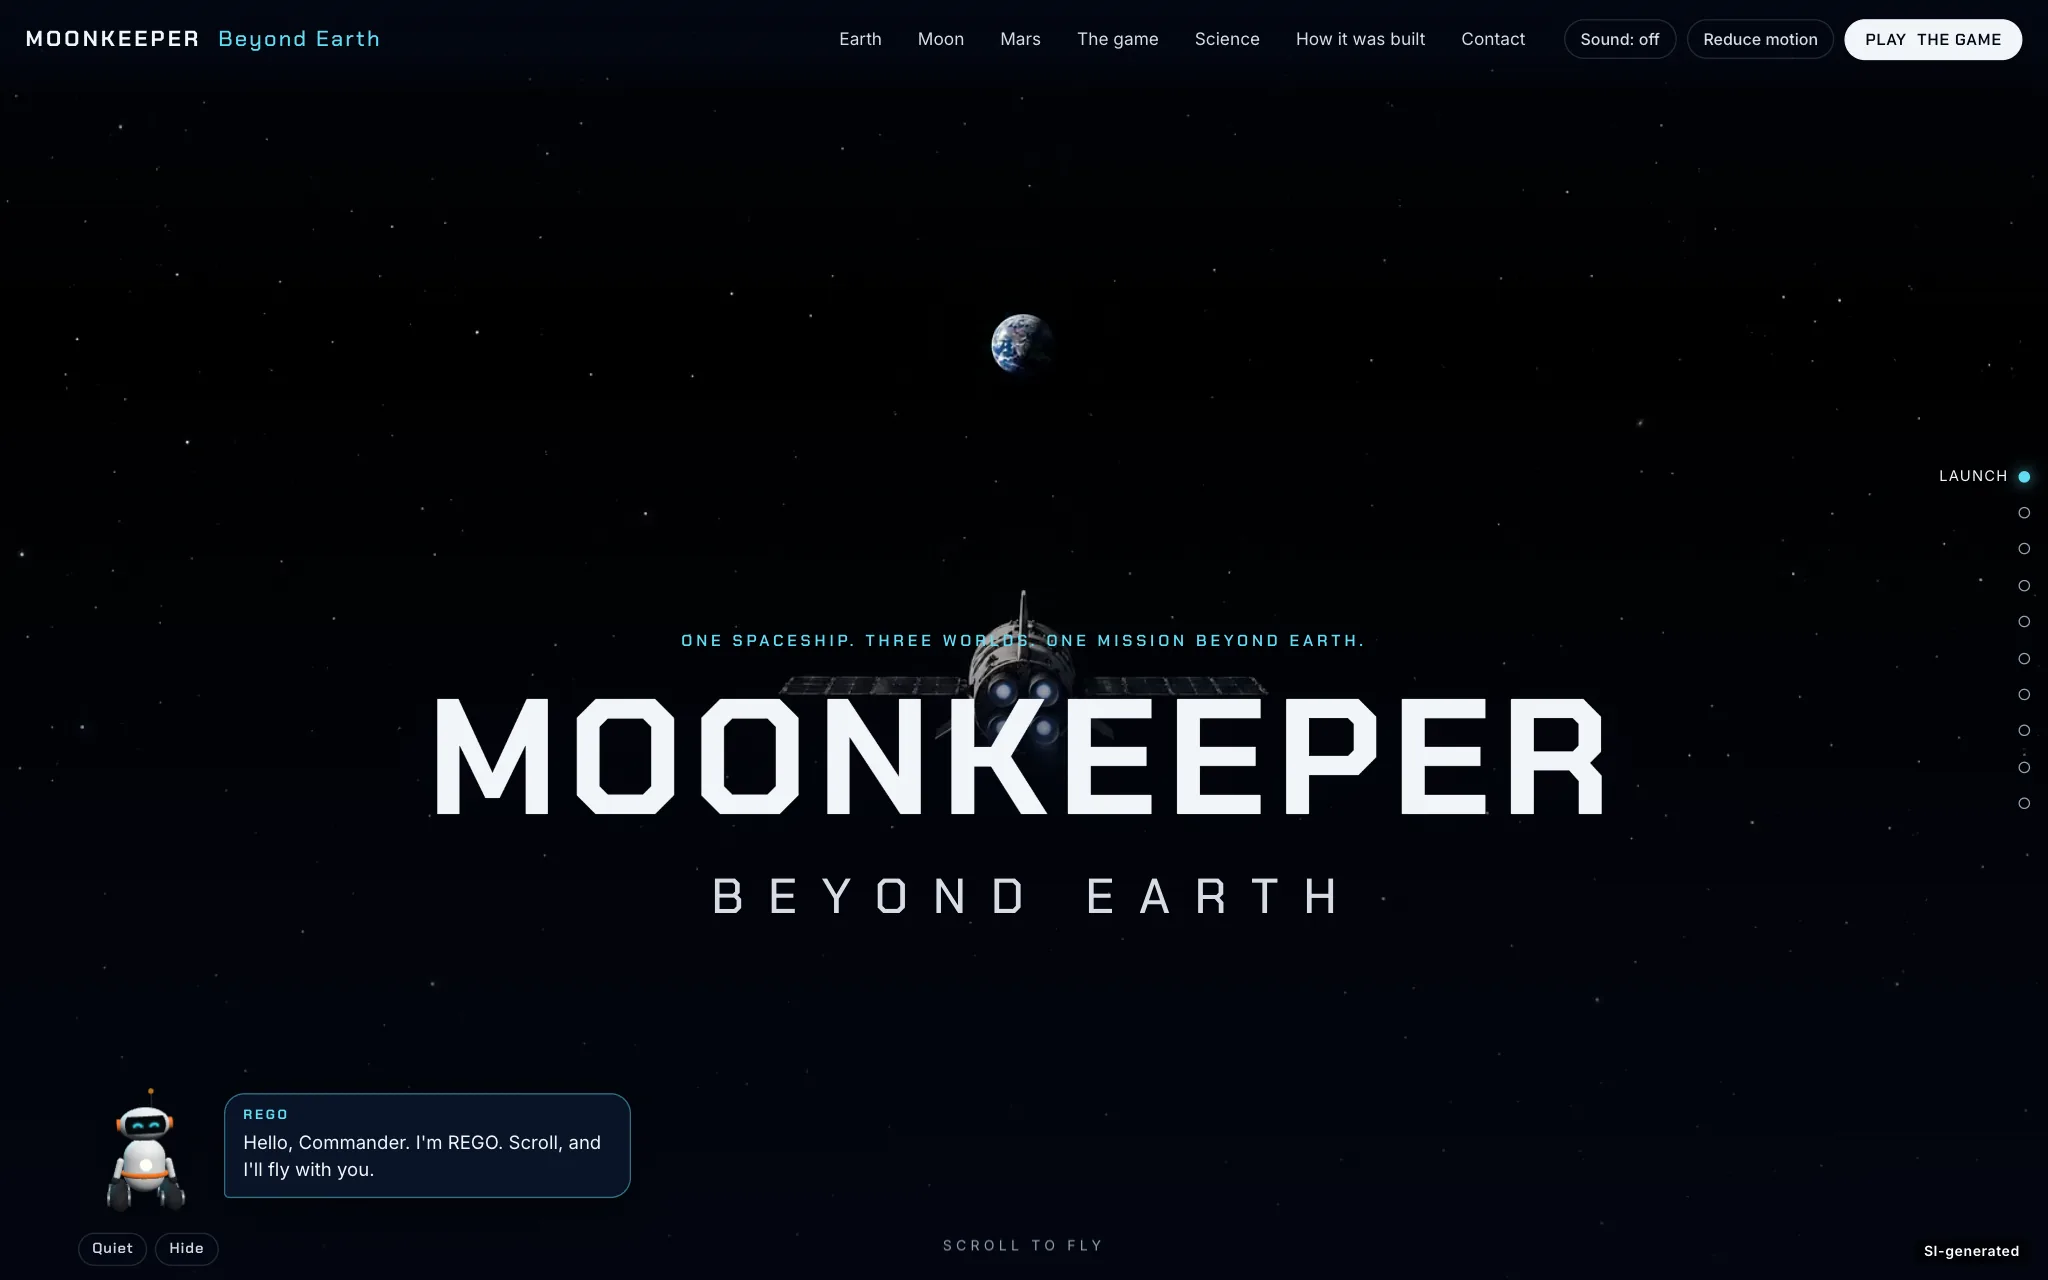 MOONKEEPER Beyond Earth
Earth Moon Mars The game Science How it was built Contact Sound: off Reduce motion PLAY THE GAME
LAUNCH
ONE SPACESHIP. THREE WORLDS. ONE MISSION BEYOND EARTH.
MOONKEEPER
BEYOND EARTH
REGO
Hello, Commander. I'm REGO. Scroll, and
I'll fly with you.
Quiet Hide
SCROLL TO FLY
SI-generated